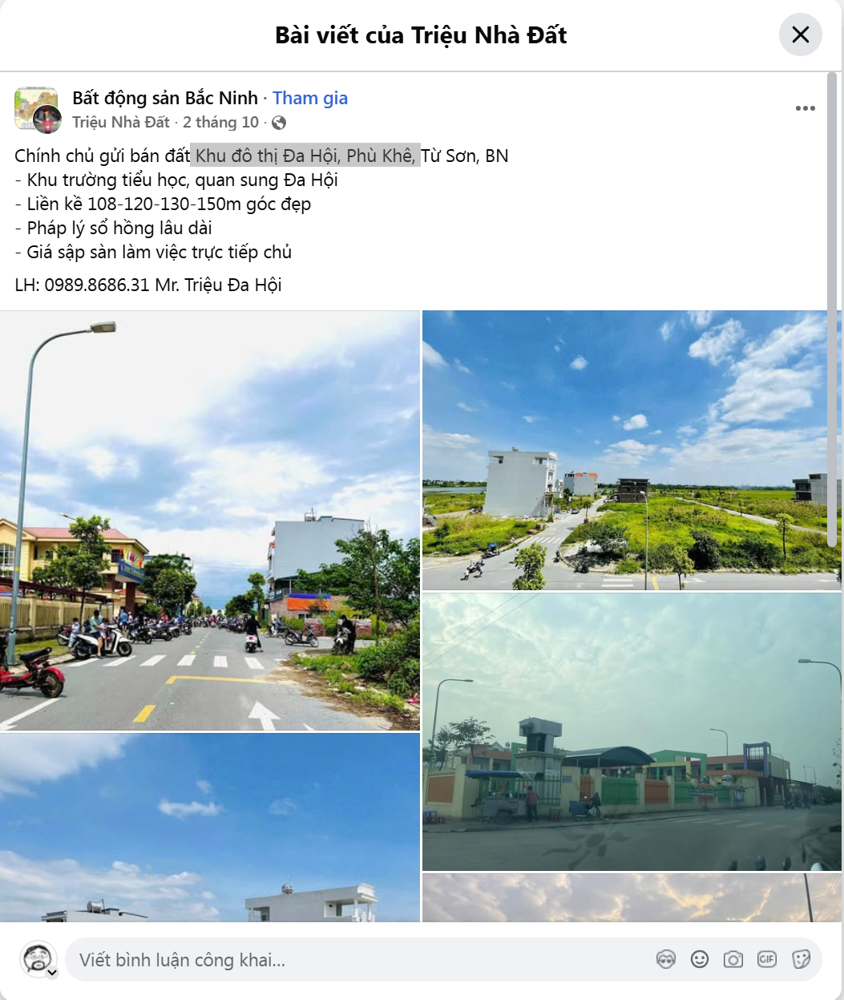 Bài viết của Triệu Nhà Đất
Bất động sản Bắc Ninh · Tham gia
Triệu Nhà Đất · 2 tháng 10 ·
Chính chủ gửi bán đất Khu đô thị Đa Hội, Phù Khê, Từ Sơn, BN
- Khu trường tiểu học, quan sung Đa Hội
- Liền kề 108-120-130-150m góc đẹp
- Pháp lý sổ hồng lâu dài
- Giá sập sàn làm việc trực tiếp chủ
LH: 0989.8686.31 Mr. Triệu Đa Hội
Viết bình luận công khai...
GIF